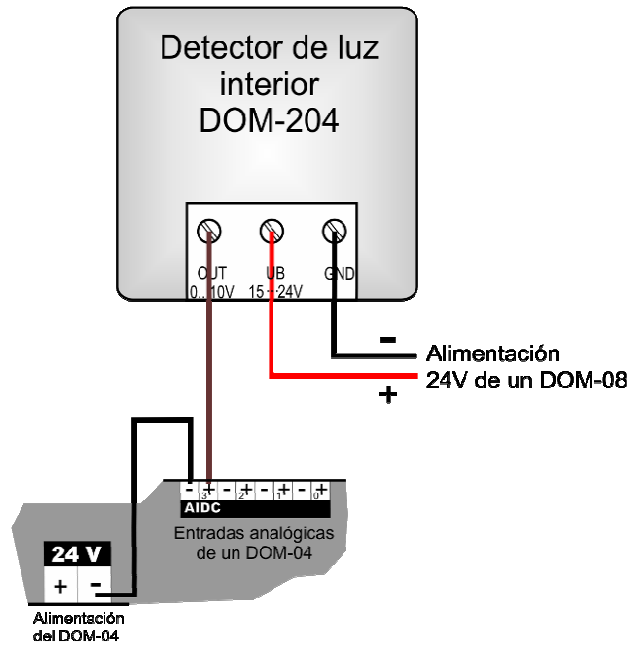 Detector de luz
interior
DOM-204
OUT UB GND
0...10V 15...24V
-
Alimentación
24V de un DOM-08
+
- + - + - + - +
3 2 1 0
AIDC
Entradas analógicas
de un DOM-04
24 V
+ -
Alimentación
del DOM-04